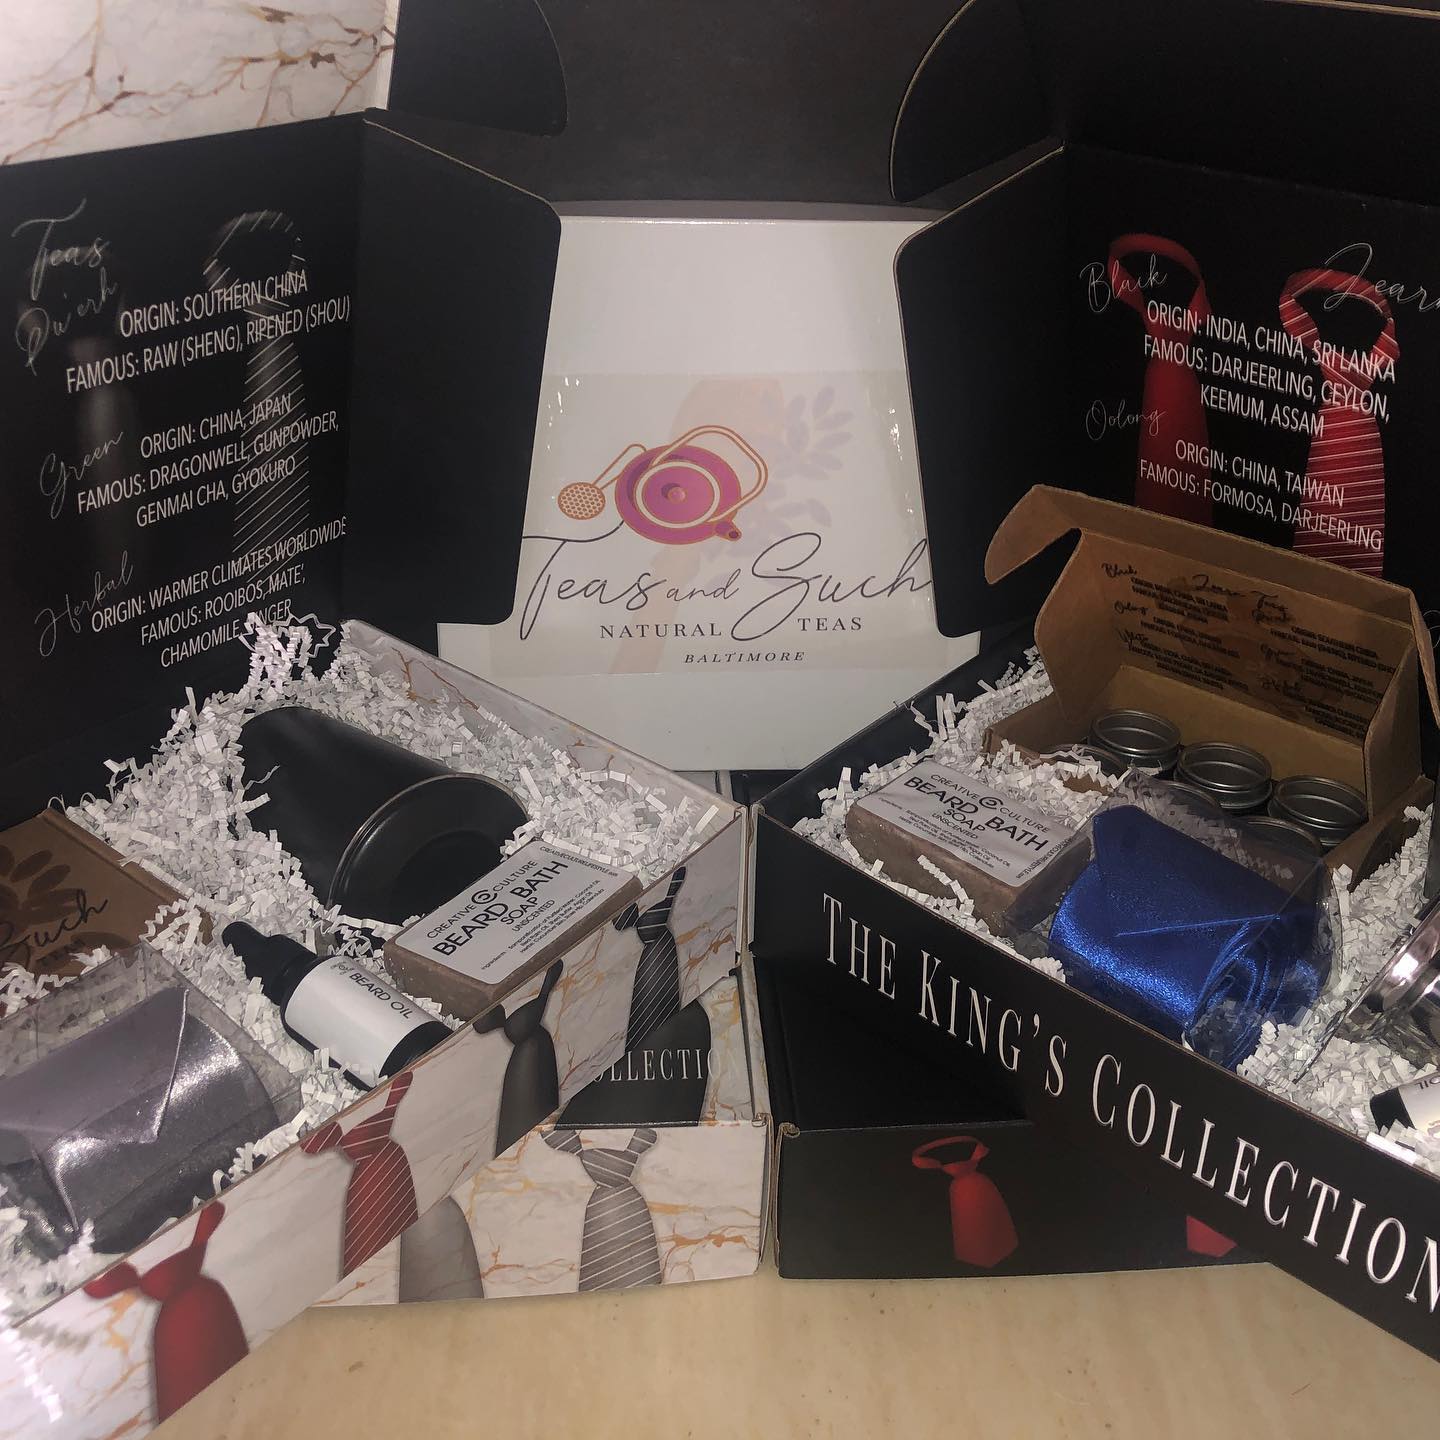 Teas
Pu'erh
ORIGIN: SOUTHERN CHINA
FAMOUS: RAW (SHENG), RIPENED (SHOU)
Green
ORIGIN: CHINA, JAPAN
FAMOUS: DRAGONWELL, GUNPOWDER,
GENMAI CHA, GYOKURO
Herbal
ORIGIN: WARMER CLIMATES WORLDWIDE
FAMOUS: ROOIBOS, MATE',
CHAMOMILE, GINGER
Teas and Such
NATURAL TEAS
BALTIMORE
Black
Lear
ORIGIN: INDIA, CHINA, SRI LANKA
FAMOUS: DARJEERLING, CEYLON,
KEEMUM, ASSAM
Oolong
ORIGIN: CHINA, TAIWAN
FAMOUS: FORMOSA, DARJEERLING
Such
BEARD OIL
CREATIVE CULTURE
BEARD BATH
SOAP
UNSCENTED
CREATIVE CULTURE
BEARD BATH
SOAP
UNSCENTED
OLLECTION
THE KING'S COLLECTION